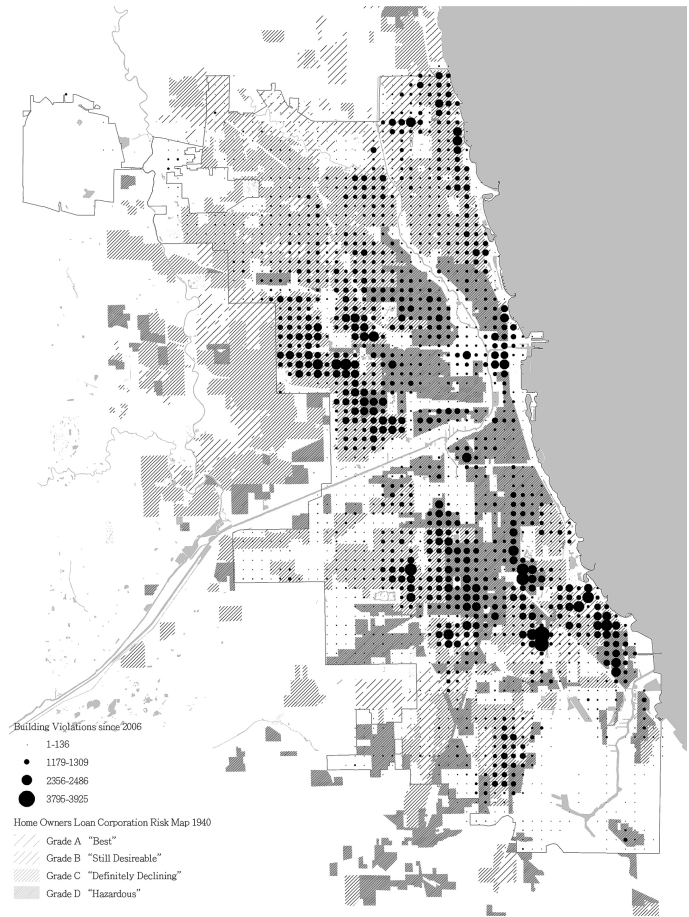 Building Violations since 2006
1-136
1179-1309
2356-2486
3795-3925
Home Owners Loan Corporation Risk Map 1940
Grade A "Best"
Grade B "Still Desireable"
Grade C "Definitely Declining"
Grade D "Hazardous"